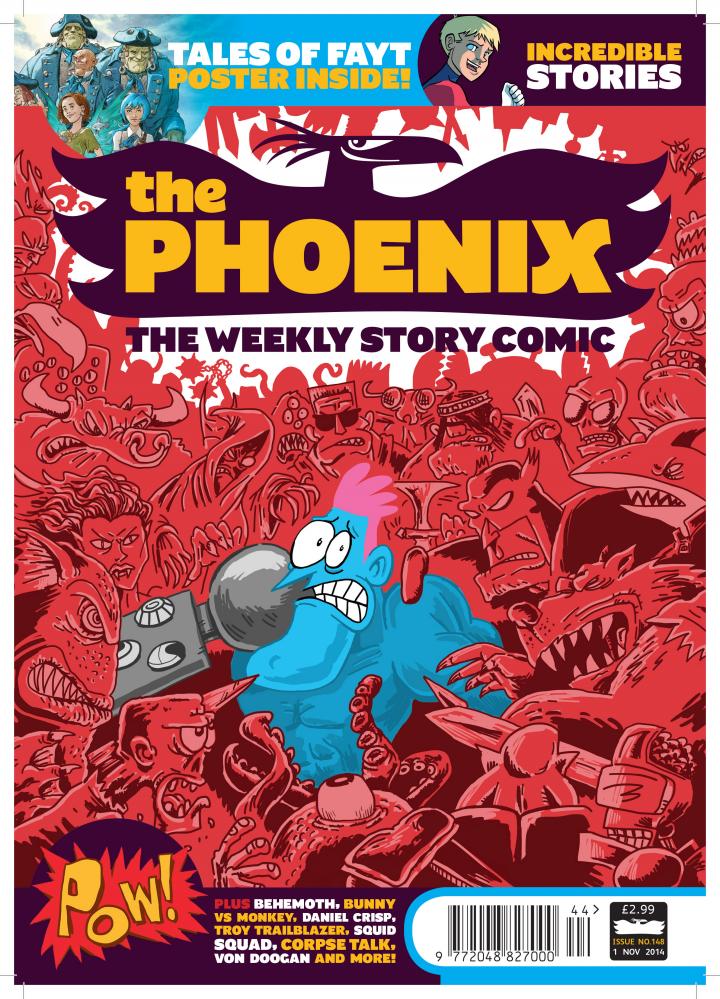 TALES OF FAYT
POSTER INSIDE!
INCREDIBLE
STORIES
the
PHOENIX
THE WEEKLY STORY COMIC
POW!
PLUS BEHEMOTH, BUNNY
VS MONKEY, DANIEL CRISP,
TROY TRAILBLAZER, SQUID
SQUAD, CORPSE TALK,
VON DOOGAN AND MORE!
44>
9 772048 827000
£2.99
ISSUE NO.148
1 NOV 2014